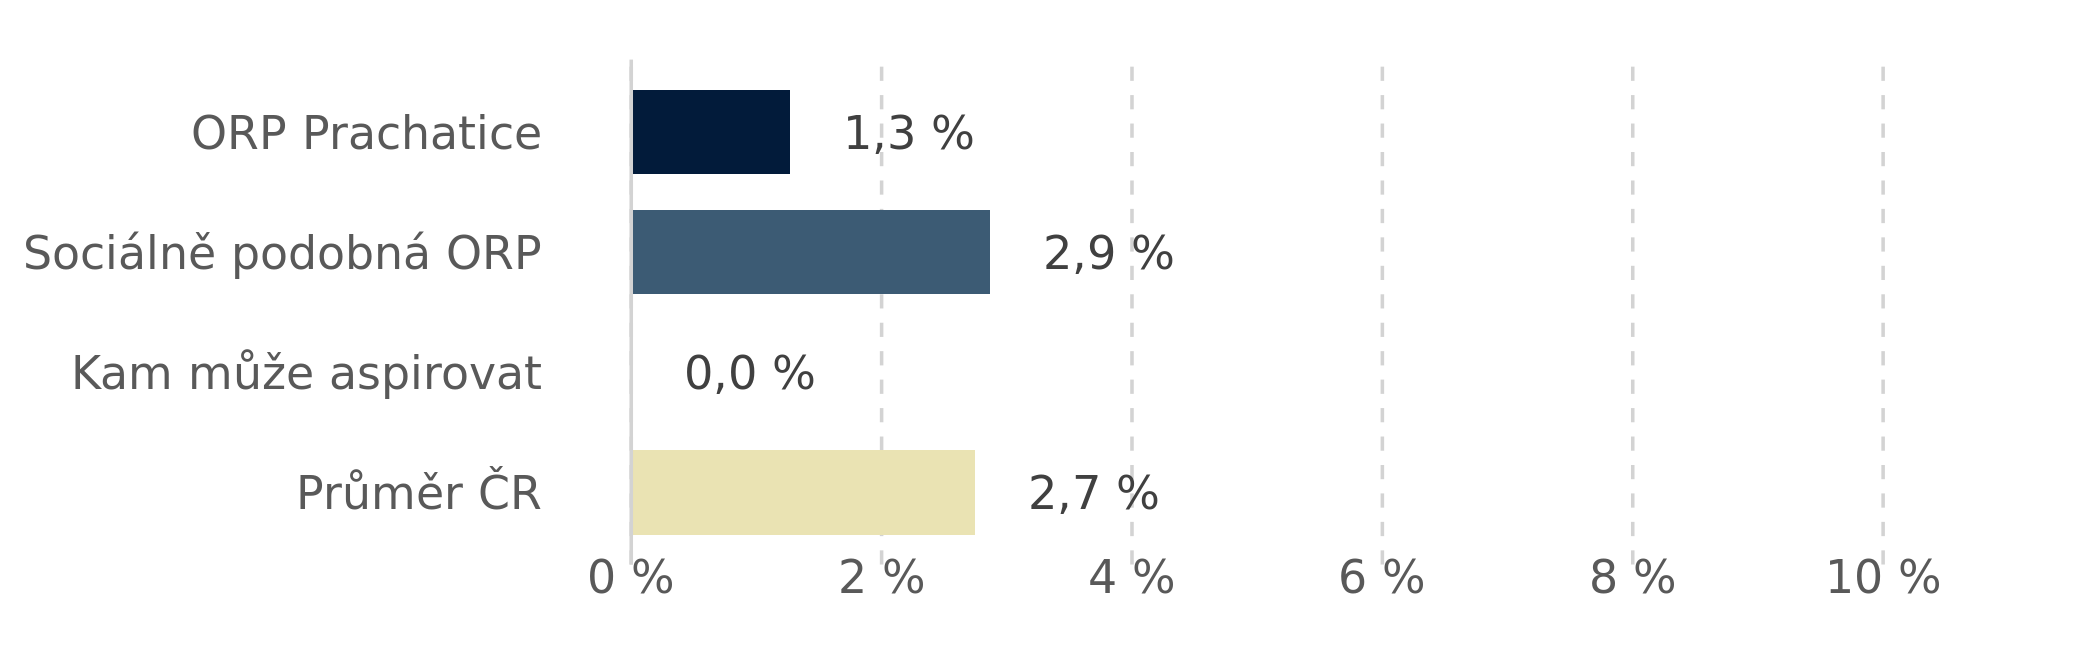 ORP Prachatice 1,3 %
Sociálně podobná ORP 2,9 %
Kam může aspirovat 0,0 %
Průměr ČR 2,7 %
0 % 2 % 4 % 6 % 8 % 10 %